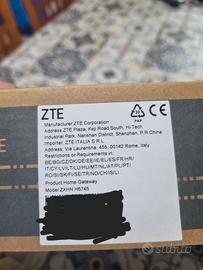 ZTE
Manufacturer:ZTE Corporation
Address:ZTE Plaza, Keji Road South, Hi-Tech
Industrial Park, Nanshan District, Shenzhen, P.R.China
Importer: ZTE ITALIA S.R.L
Address: Via Laurentina, 455, 00142 Rome, Italy
Restrictions or Requirements in:
BE/BG/CZ/DK/DE/EE/IE/EL/ES/FR/HR/
IT/CY/LV/LT/LU/HU/MT/NL/AT/PL/PT/
RO/SI/SK/FI/SE/TR/NO/CH/IS/LI
Product:Home Gateway
Model:ZXHN H6745
CE
PAP
Subito